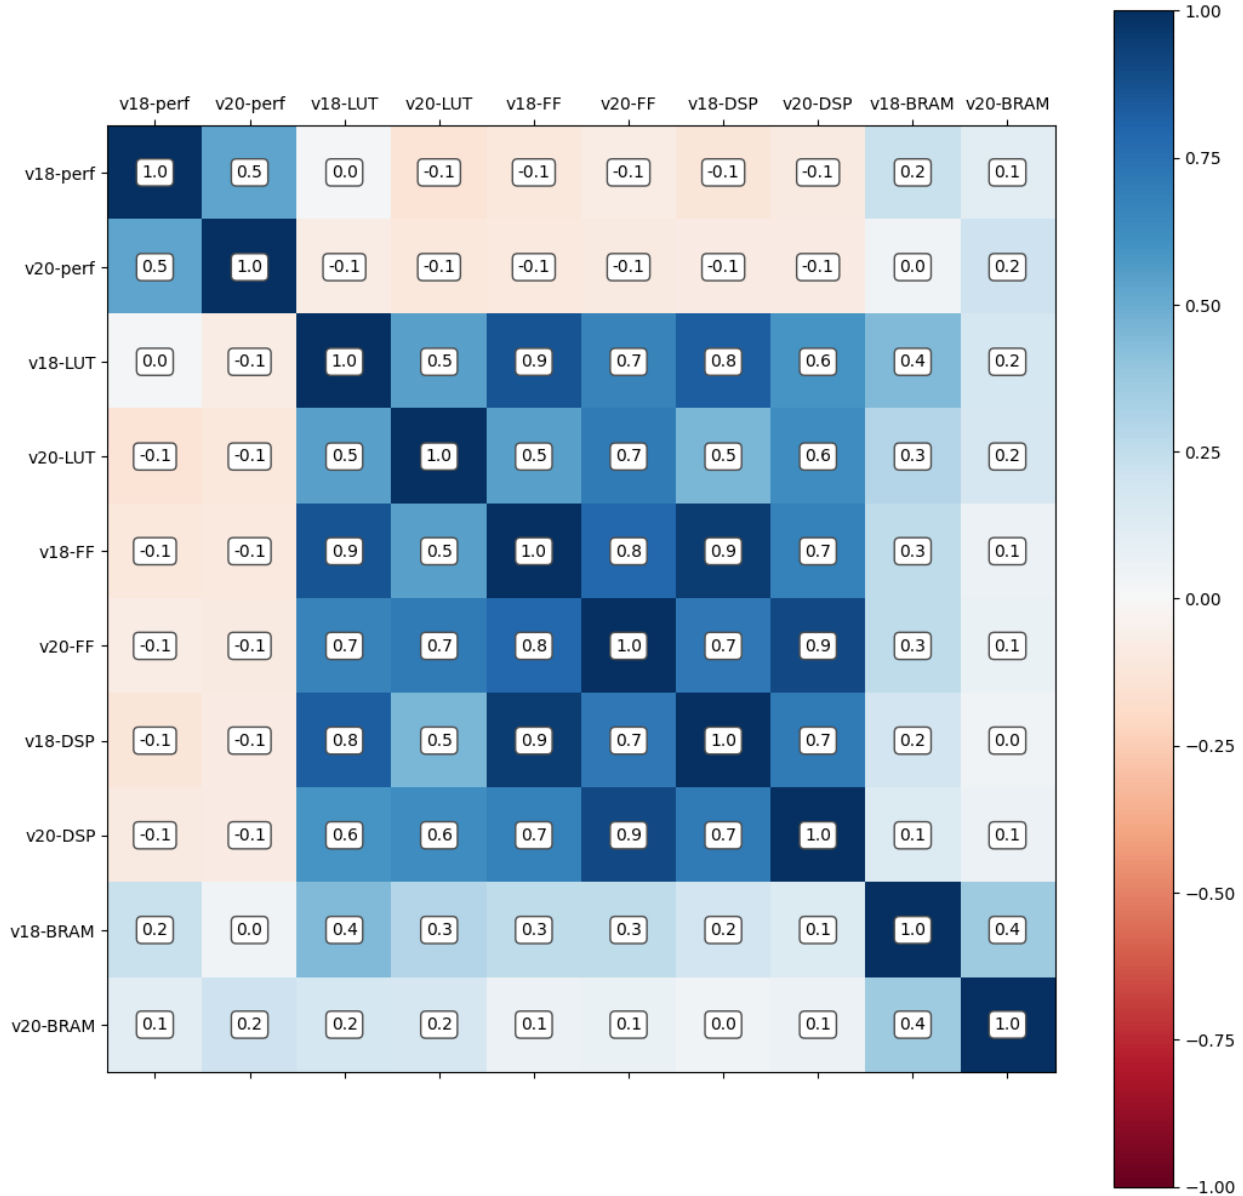 v18-perf v20-perf v18-LUT v20-LUT v18-FF v20-FF v18-DSP v20-DSP v18-BRAM v20-BRAM
v18-perf 1.0 0.5 0.0 -0.1 -0.1 -0.1 -0.1 -0.1 0.2 0.1
v20-perf 0.5 1.0 -0.1 -0.1 -0.1 -0.1 -0.1 -0.1 0.0 0.2
v18-LUT 0.0 -0.1 1.0 0.5 0.9 0.7 0.8 0.6 0.4 0.2
v20-LUT -0.1 -0.1 0.5 1.0 0.5 0.7 0.5 0.6 0.3 0.2
v18-FF -0.1 -0.1 0.9 0.5 1.0 0.8 0.9 0.7 0.3 0.1
v20-FF -0.1 -0.1 0.7 0.7 0.8 1.0 0.7 0.9 0.3 0.1
v18-DSP -0.1 -0.1 0.8 0.5 0.9 0.7 1.0 0.7 0.2 0.0
v20-DSP -0.1 -0.1 0.6 0.6 0.7 0.9 0.7 1.0 0.1 0.1
v18-BRAM 0.2 0.0 0.4 0.3 0.3 0.3 0.2 0.1 1.0 0.4
v20-BRAM 0.1 0.2 0.2 0.2 0.1 0.1 0.0 0.1 0.4 1.0
1.00
0.75
0.50
0.25
0.00
−0.25
−0.50
−0.75
−1.00